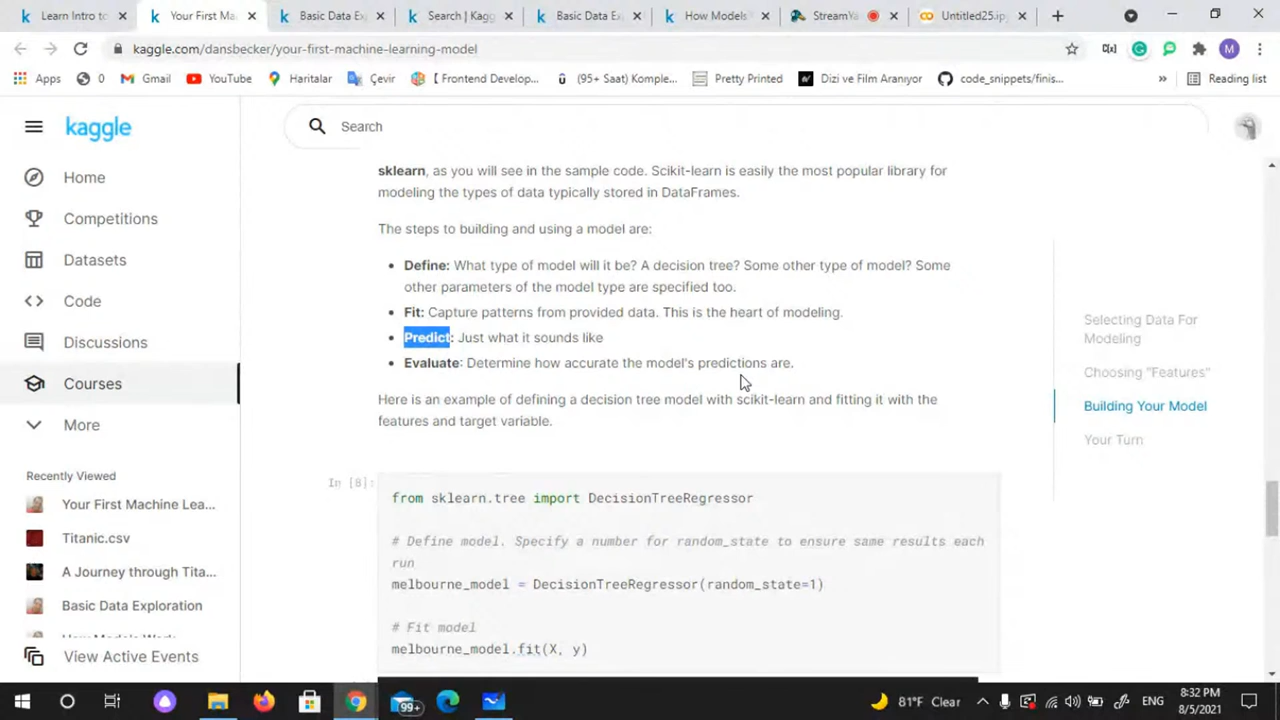 Learn Intro to
Your First Ma
Basic Data Ex
Search | Kagg
Basic Data Ex
How Models
StreamYa
Untitled25.ip
kaggle.com/dansbecker/your-first-machine-learning-model
Apps
0
Gmail
YouTube
Haritalar
Çevir
[ Frontend Develop...
(95+ Saat) Komple...
Pretty Printed
Dizi ve Film Aranıyor
code_snippets/finis...
»
Reading list
kaggle
Search
Home
Competitions
Datasets
Code
Discussions
Courses
More
Recently Viewed
Your First Machine Lea...
Titanic.csv
A Journey through Tita...
Basic Data Exploration
How Models Work
View Active Events
sklearn, as you will see in the sample code. Scikit-learn is easily the most popular library for
modeling the types of data typically stored in DataFrames.
The steps to building and using a model are:
• Define: What type of model will it be? A decision tree? Some other type of model? Some
other parameters of the model type are specified too.
• Fit: Capture patterns from provided data. This is the heart of modeling.
• Predict: Just what it sounds like
• Evaluate: Determine how accurate the model's predictions are.
Here is an example of defining a decision tree model with scikit-learn and fitting it with the
features and target variable.
In [8]:
from sklearn.tree import DecisionTreeRegressor
# Define model. Specify a number for random_state to ensure same results each
run
melbourne_model = DecisionTreeRegressor(random_state=1)
# Fit model
melbourne_model.fit(X, y)
Selecting Data For
Modeling
Choosing "Features"
Building Your Model
Your Turn
99+
81°F Clear
ENG
8:32 PM
8/5/2021